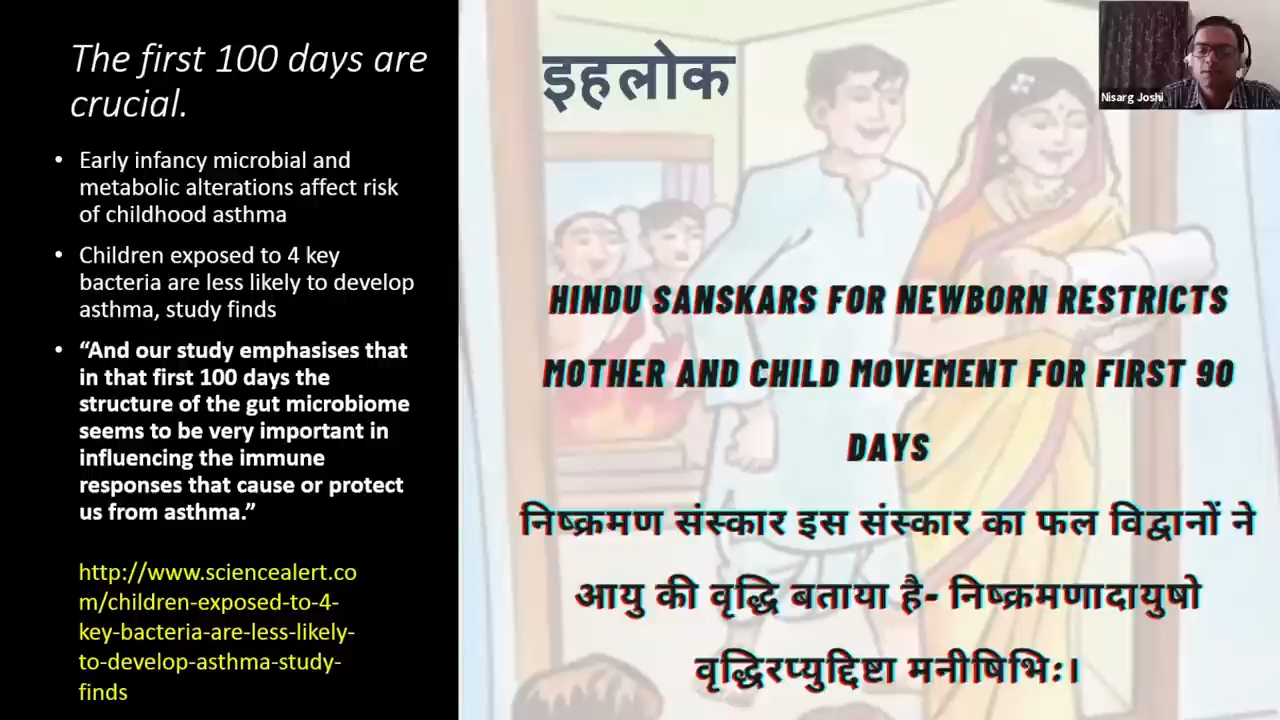 The first 100 days are
crucial.
• Early infancy microbial and
metabolic alterations affect risk
of childhood asthma
• Children exposed to 4 key
bacteria are less likely to develop
asthma, study finds
• “And our study emphasises that
in that first 100 days the
structure of the gut microbiome
seems to be very important in
influencing the immune
responses that cause or protect
us from asthma.”
http://www.sciencealert.co
m/children-exposed-to-4-
key-bacteria-are-less-likely-
to-develop-asthma-study-
finds
इहलोक
HINDU SANSKARS FOR NEWBORN RESTRICTS
MOTHER AND CHILD MOVEMENT FOR FIRST 90
DAYS
निष्क्रमण संस्कार इस संस्कार का फल विद्वानों ने
आयु की वृद्धि बताया है- निष्क्रमणादायुषो
वृद्धिरप्युद्दिष्टा मनीषिभिः।
Nisarg Joshi